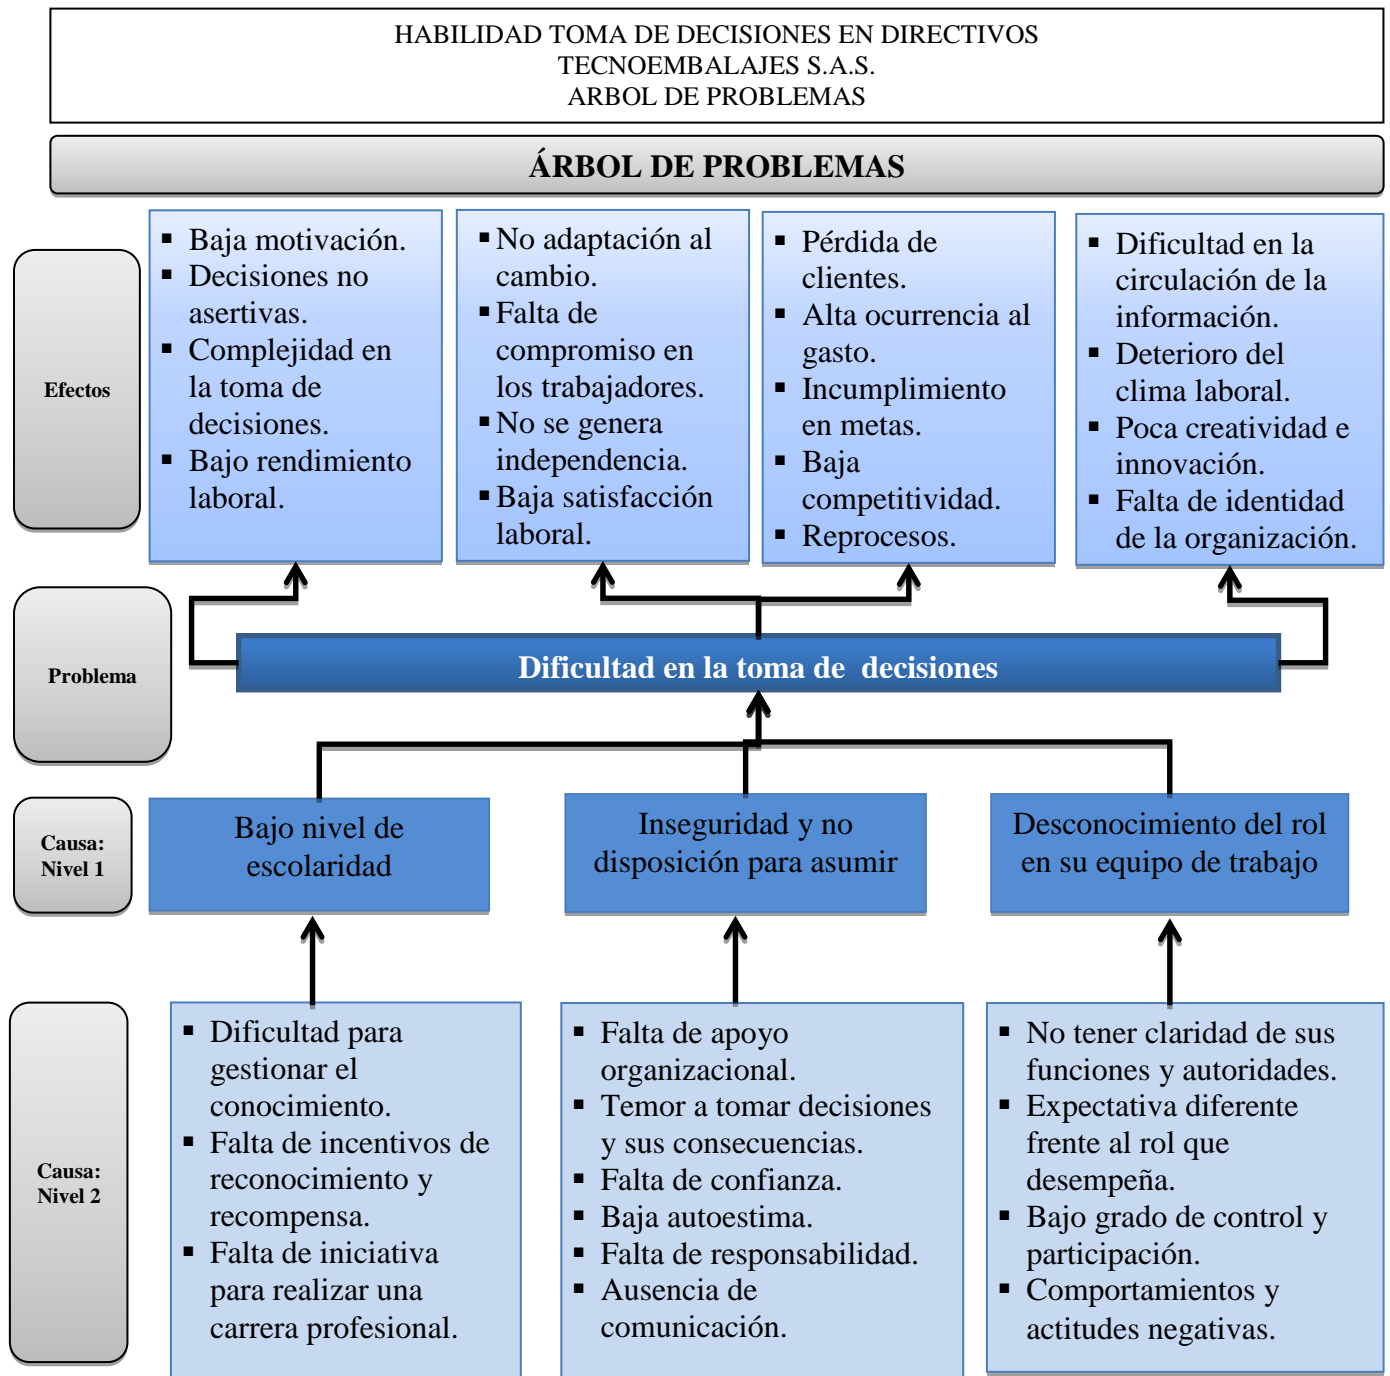 HABILIDAD TOMA DE DECISIONES EN DIRECTIVOS
TECNOEMBALAJES S.A.S.
ARBOL DE PROBLEMAS
ÁRBOL DE PROBLEMAS
Efectos
▪ Baja motivación.
▪ Decisiones no
asertivas.
▪ Complejidad en
la toma de
decisiones.
▪ Bajo rendimiento
laboral.
▪ No adaptación al
cambio.
▪ Falta de
compromiso en
los trabajadores.
▪ No se genera
independencia.
▪ Baja satisfacción
laboral.
▪ Pérdida de
clientes.
▪ Alta ocurrencia al
gasto.
▪ Incumplimiento
en metas.
▪ Baja
competitividad.
▪ Reprocesos.
▪ Dificultad en la
circulación de la
información.
▪ Deterioro del
clima laboral.
▪ Poca creatividad e
innovación.
▪ Falta de identidad
de la organización.
Problema
Dificultad en la toma de decisiones
Causa:
Nivel 1
Bajo nivel de
escolaridad
Inseguridad y no
disposición para asumir
Desconocimiento del rol
en su equipo de trabajo
Causa:
Nivel 2
▪ Dificultad para
gestionar el
conocimiento.
▪ Falta de incentivos de
reconocimiento y
recompensa.
▪ Falta de iniciativa
para realizar una
carrera profesional.
▪ Falta de apoyo
organizacional.
▪ Temor a tomar decisiones
y sus consecuencias.
▪ Falta de confianza.
▪ Baja autoestima.
▪ Falta de responsabilidad.
▪ Ausencia de
comunicación.
▪ No tener claridad de sus
funciones y autoridades.
▪ Expectativa diferente
frente al rol que
desempeña.
▪ Bajo grado de control y
participación.
▪ Comportamientos y
actitudes negativas.